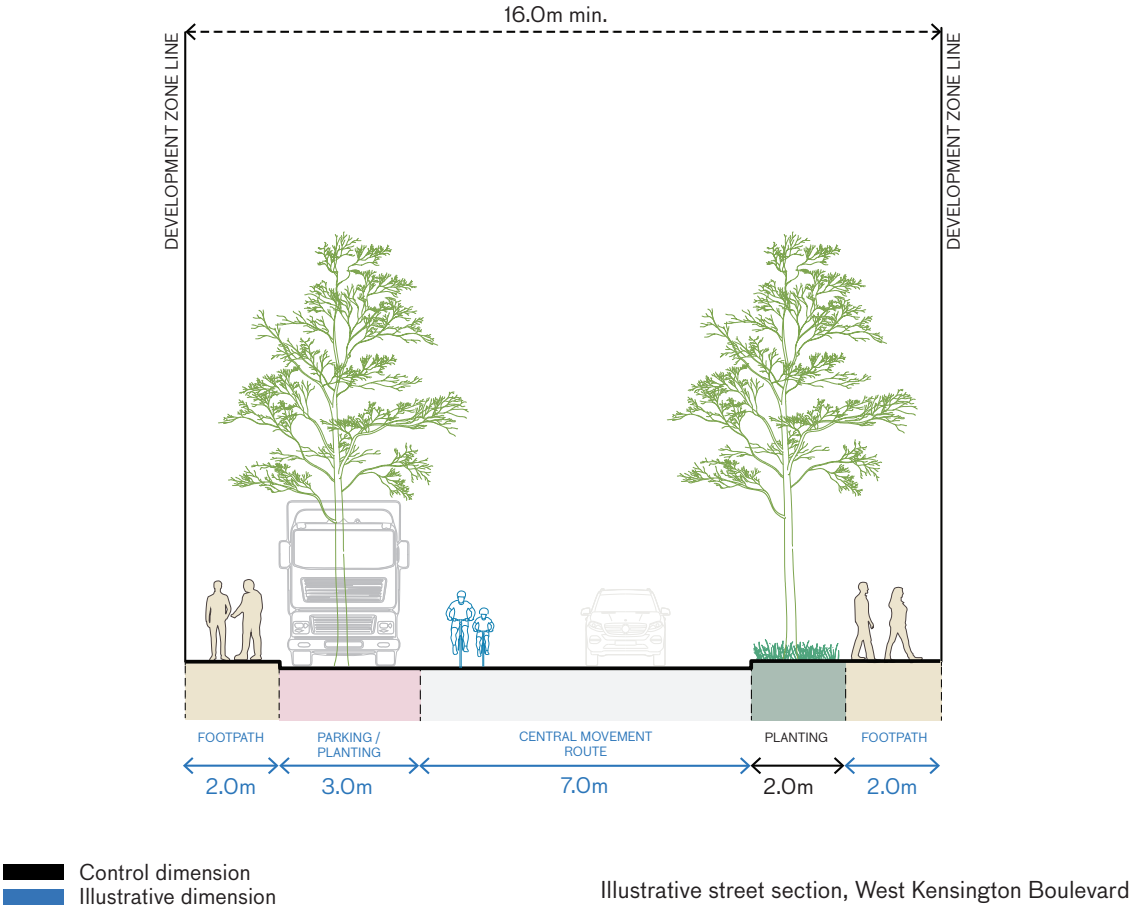 16.0m min.
DEVELOPMENT ZONE LINE
DEVELOPMENT ZONE LINE
FOOTPATH
PARKING /
PLANTING
CENTRAL MOVEMENT
ROUTE
PLANTING
FOOTPATH
2.0m
3.0m
7.0m
2.0m
2.0m
Control dimension
Illustrative dimension
Illustrative street section, West Kensington Boulevard